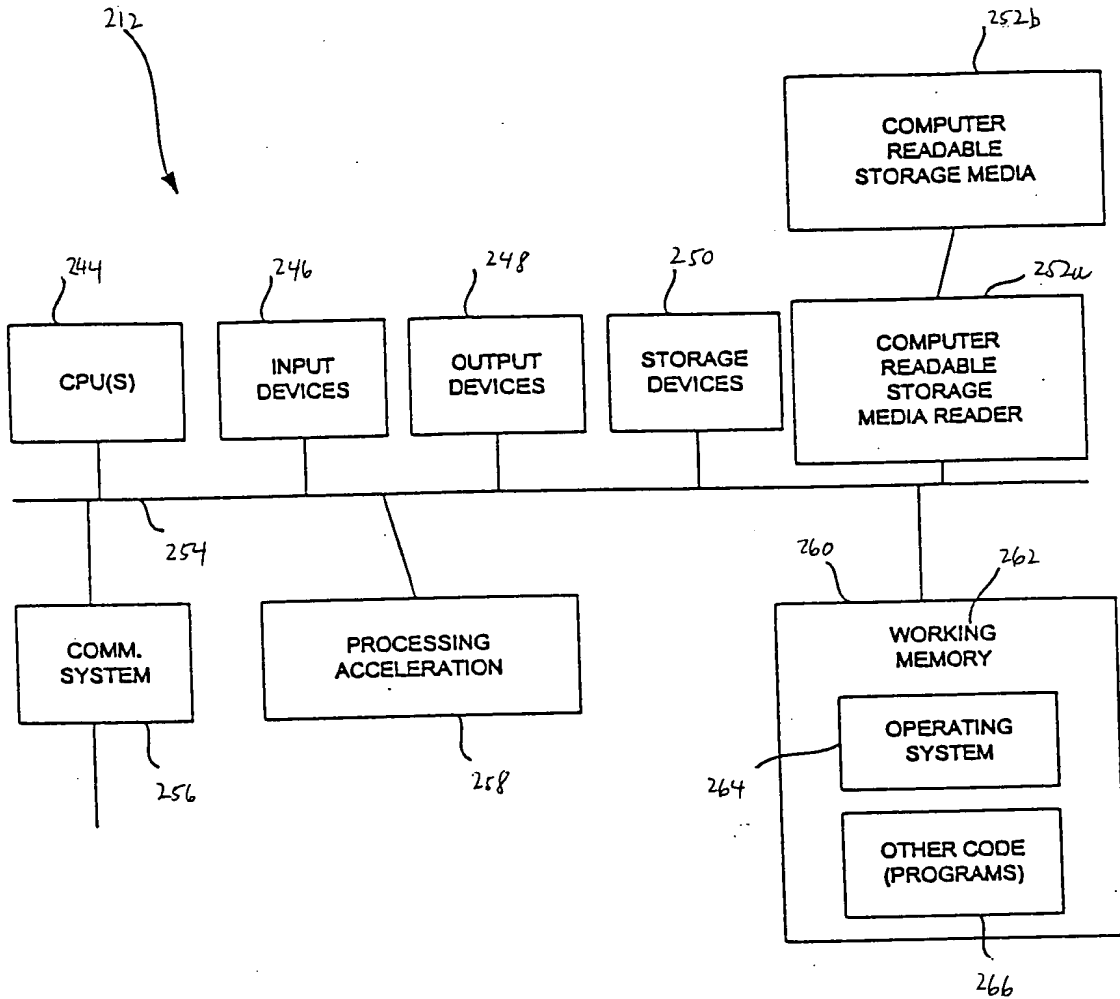 212
252b
COMPUTER
READABLE
STORAGE MEDIA
244
246
248
250
252a
CPU(S)
INPUT
DEVICES
OUTPUT
DEVICES
STORAGE
DEVICES
COMPUTER
READABLE
STORAGE
MEDIA READER
254
260
262
COMM.
SYSTEM
PROCESSING
ACCELERATION
WORKING
MEMORY
256
258
264
OPERATING
SYSTEM
OTHER CODE
(PROGRAMS)
266